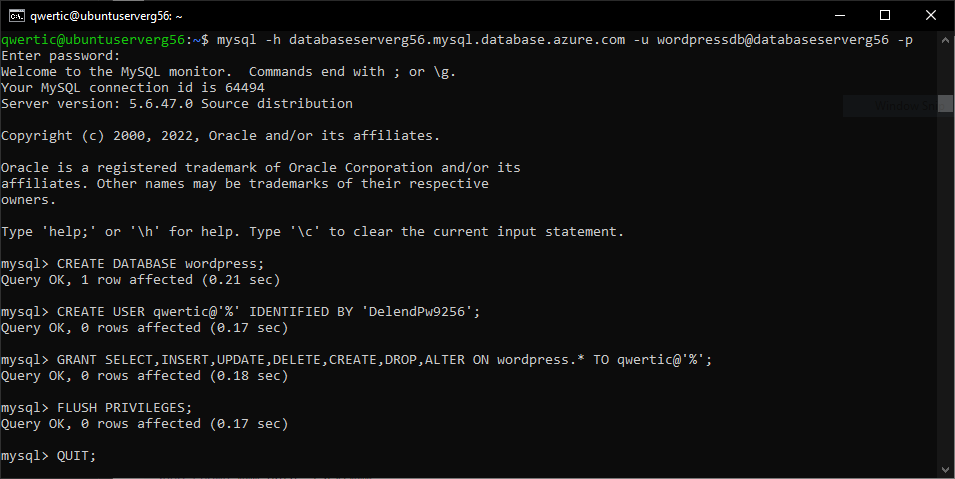 qwertic@ubuntuserverg56: ~
qwertic@ubuntuserverg56:~$ mysql -h databaseserverg56.mysql.database.azure.com -u wordpressdb@databaseserverg56 -p
Enter password:
Welcome to the MySQL monitor.  Commands end with ; or \g.
Your MySQL connection id is 64494
Server version: 5.6.47.0 Source distribution
Copyright (c) 2000, 2022, Oracle and/or its affiliates.
Oracle is a registered trademark of Oracle Corporation and/or its
affiliates. Other names may be trademarks of their respective
owners.
Type 'help;' or '\h' for help. Type '\c' to clear the current input statement.
mysql> CREATE DATABASE wordpress;
Query OK, 1 row affected (0.21 sec)
mysql> CREATE USER qwertic@'%' IDENTIFIED BY 'DelendPw9256';
Query OK, 0 rows affected (0.17 sec)
mysql> GRANT SELECT,INSERT,UPDATE,DELETE,CREATE,DROP,ALTER ON wordpress.* TO qwertic@'%';
Query OK, 0 rows affected (0.18 sec)
mysql> FLUSH PRIVILEGES;
Query OK, 0 rows affected (0.17 sec)
mysql> QUIT;